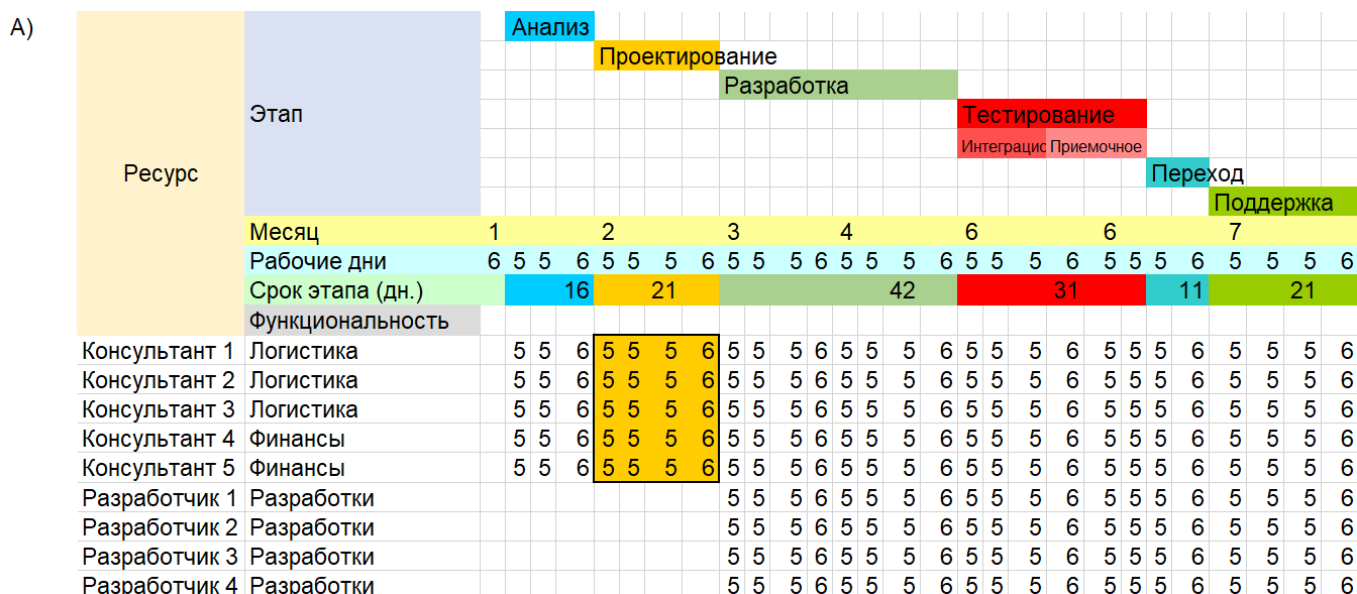 А)
Анализ
Проектирование
Разработка
Этап
Тестирование
Интеграцис Приемочное
Ресурс
Переход
Поддержка
Месяц 1 2 3 4 6 6 7
Рабочие дни 6 5 5 6 5 5 5 6 5 5 5 6 5 5 5 6 5 5 5 6 5 5 5 6 5 5 5 6
Срок этапа (дн.) 16 21 42 31 11 21
Функциональность
Консультант 1 Логистика 5 5 6 5 5 5 6 5 5 5 6 5 5 5 6 5 5 5 6 5 5 5 6 5 5 5 6
Консультант 2 Логистика 5 5 6 5 5 5 6 5 5 5 6 5 5 5 6 5 5 5 6 5 5 5 6 5 5 5 6
Консультант 3 Логистика 5 5 6 5 5 5 6 5 5 5 6 5 5 5 6 5 5 5 6 5 5 5 6 5 5 5 6
Консультант 4 Финансы 5 5 6 5 5 5 6 5 5 5 6 5 5 5 6 5 5 5 6 5 5 5 6 5 5 5 6
Консультант 5 Финансы 5 5 6 5 5 5 6 5 5 5 6 5 5 5 6 5 5 5 6 5 5 5 6 5 5 5 6
Разработчик 1 Разработки 5 5 5 6 5 5 5 6 5 5 5 6 5 5 5 6 5 5 5 6
Разработчик 2 Разработки 5 5 5 6 5 5 5 6 5 5 5 6 5 5 5 6 5 5 5 6
Разработчик 3 Разработки 5 5 5 6 5 5 5 6 5 5 5 6 5 5 5 6 5 5 5 6
Разработчик 4 Разработки 5 5 5 6 5 5 5 6 5 5 5 6 5 5 5 6 5 5 5 6